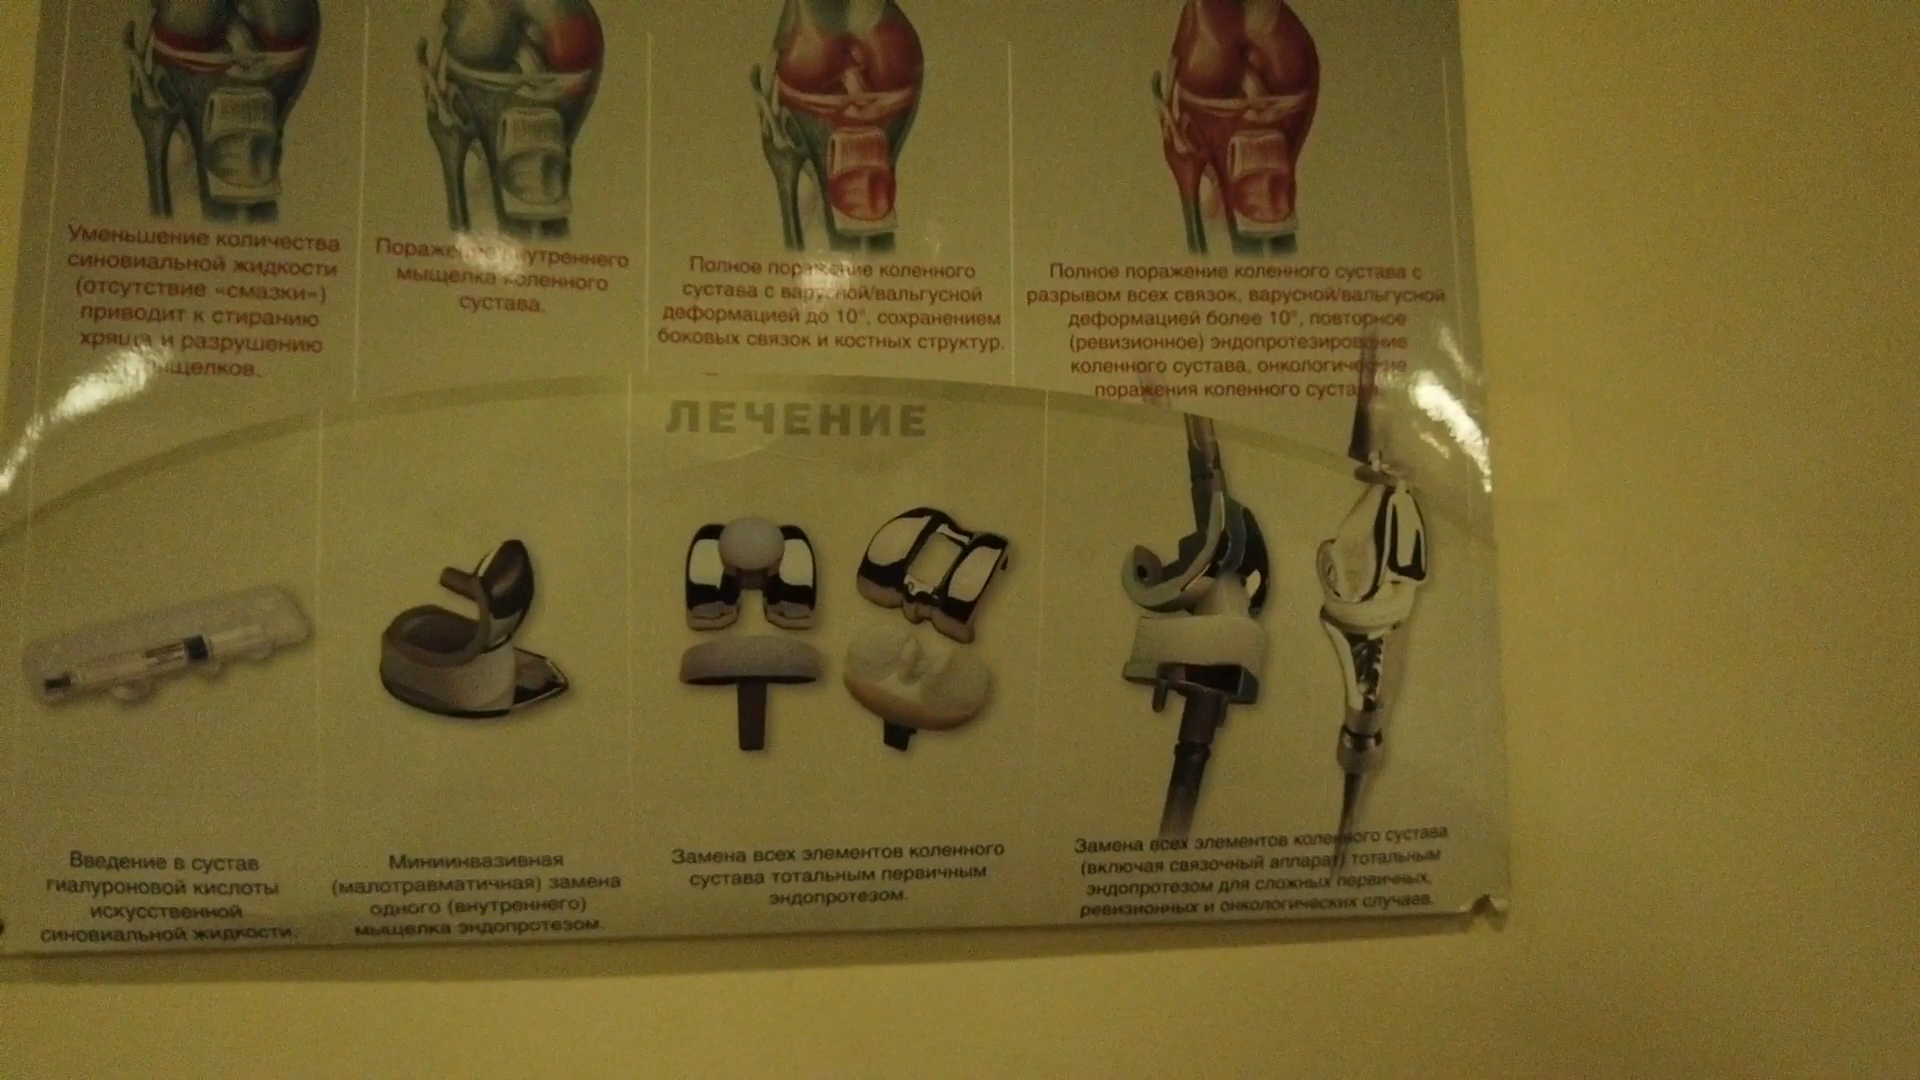 Уменьшение количества
синовиальной жидкости
(отсутствие «смазки»)
приводит к стиранию
хряща и разрушению
Поражение внутреннего
мыщелка коленного
сустава.
Полное поражение коленного
сустава с варусной/вальгусной
деформацией до 10°, сохранением
боковых связок и костных структур.
Полное поражение коленного сустава с
разрывом всех связок, варусной/вальгусной
деформацией более 10°, повторное
(ревизионное) эндопротезирование
коленного сустава, онкологические
поражения коленного сустава.
ЛЕЧЕНИЕ
Введение в сустав
гиалуроновой кислоты
искусственной
синовиальной жидкости.
Миниинвазивная
(малотравматичная) замена
одного (внутреннего)
мыщелка эндопротезом.
Замена всех элементов коленного
сустава тотальным первичным
эндопротезом.
Замена всех элементов коленного сустава
(включая связочный аппарат) тотальным
эндопротезом для сложных первичных,
ревизионных и онкологических случаев.